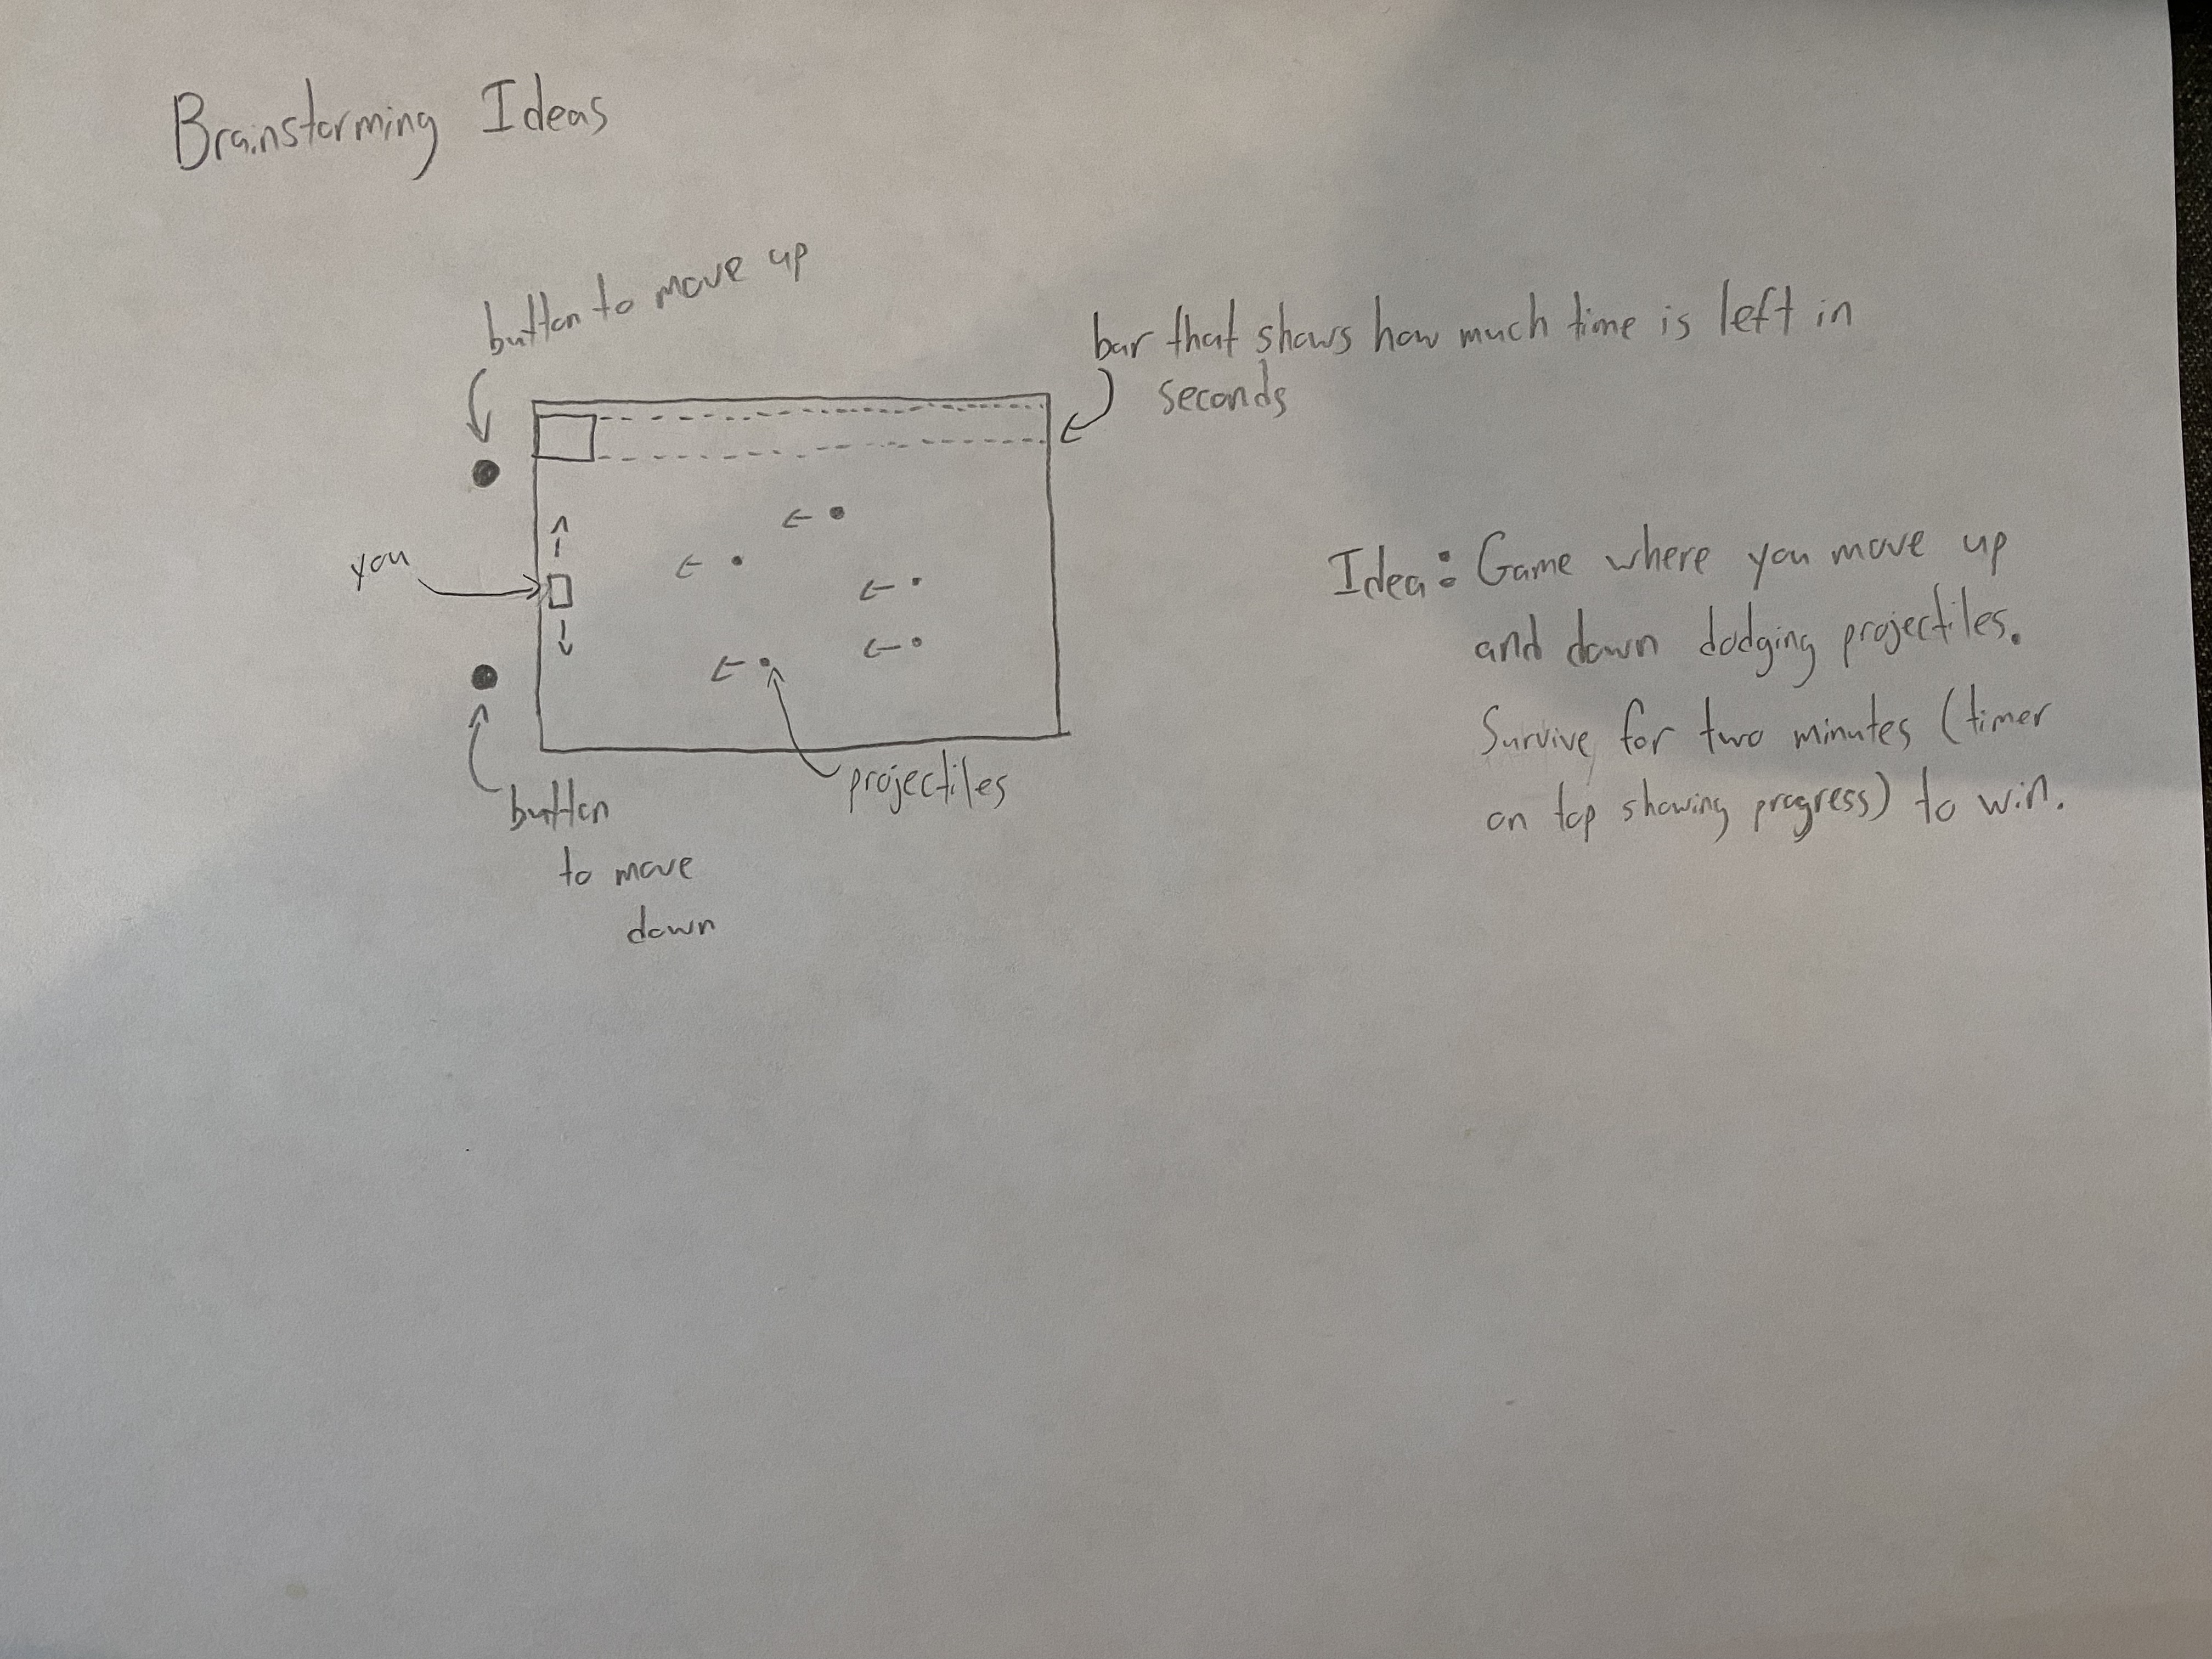 Brainstorming Ideas
button to move up
bar that shows how much time is left in
seconds
you
projectiles
button
to move
down
Idea: Game where you move up
and down dodging projectiles.
Survive for two minutes (timer
on top showing progress) to win.